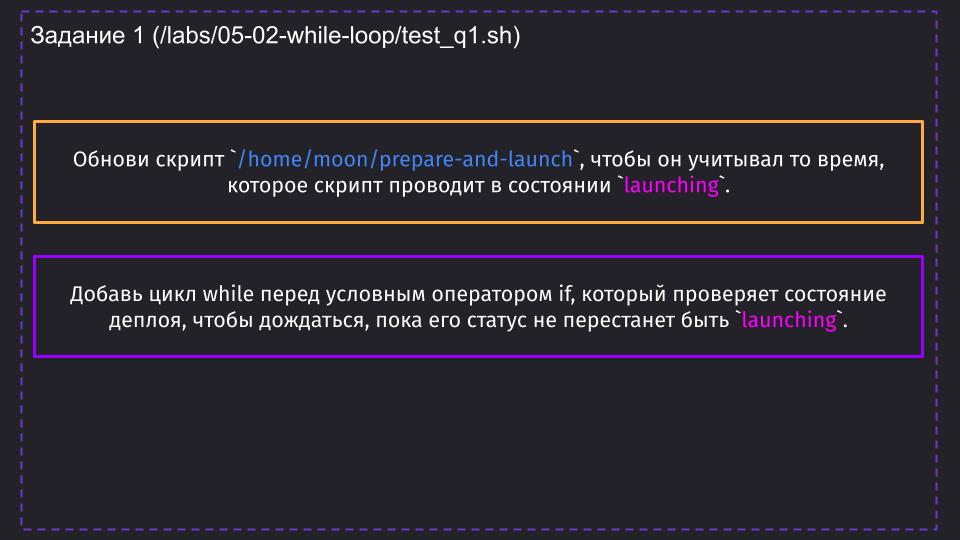 Задание 1 (/labs/05-02-while-loop/test_q1.sh)
Обнови скрипт `/home/moon/prepare-and-launch`, чтобы он учитывал то время,
которое скрипт проводит в состоянии `launching`.
Добавь цикл while перед условным оператором if, который проверяет состояние
деплоя, чтобы дождаться, пока его статус не перестанет быть `launching`.